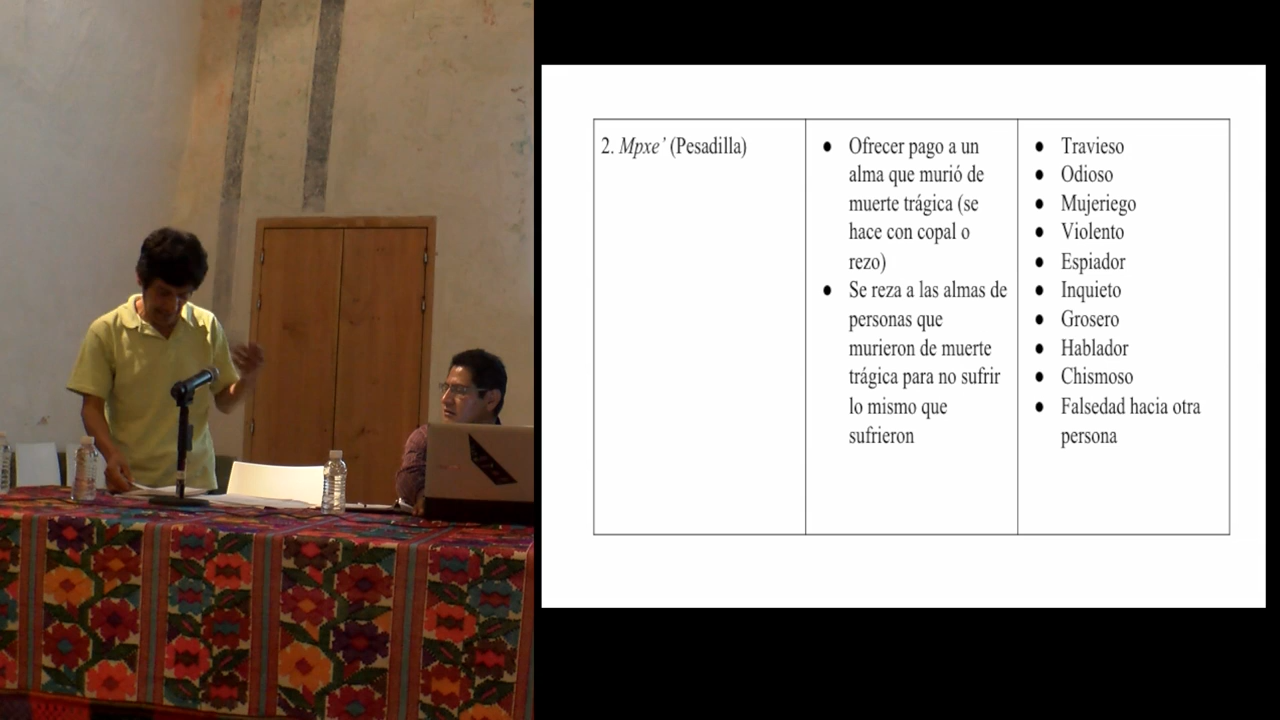 2. Mpxe’ (Pesadilla)
● Ofrecer pago a un
alma que murió de
muerte trágica (se
hace con copal o
rezo)
● Se reza a las almas de
personas que
murieron de muerte
trágica para no sufrir
lo mismo que
sufrieron
● Travieso
● Odioso
● Mujeriego
● Violento
● Espiador
● Inquieto
● Grosero
● Hablador
● Chismoso
● Falsedad hacia otra
persona